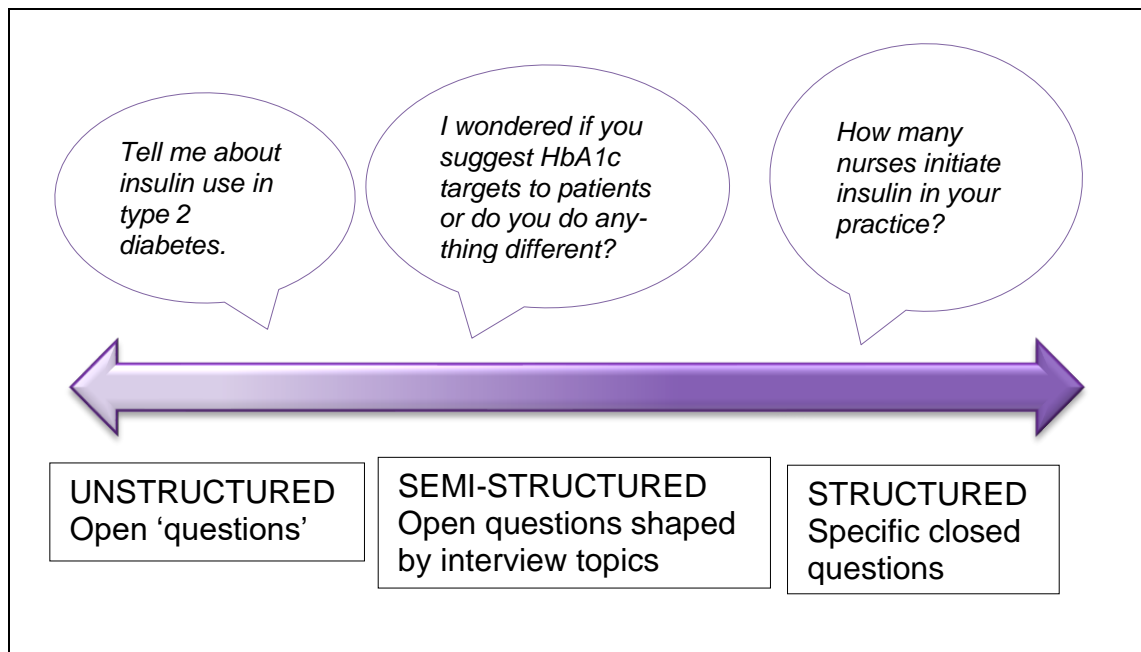 Tell me about
insulin use in
type 2
diabetes.
I wondered if you
suggest HbA1c
targets to patients
or do you do any-
thing different?
How many
nurses initiate
insulin in your
practice?
UNSTRUCTURED
Open ‘questions’
SEMI-STRUCTURED
Open questions shaped
by interview topics
STRUCTURED
Specific closed
questions